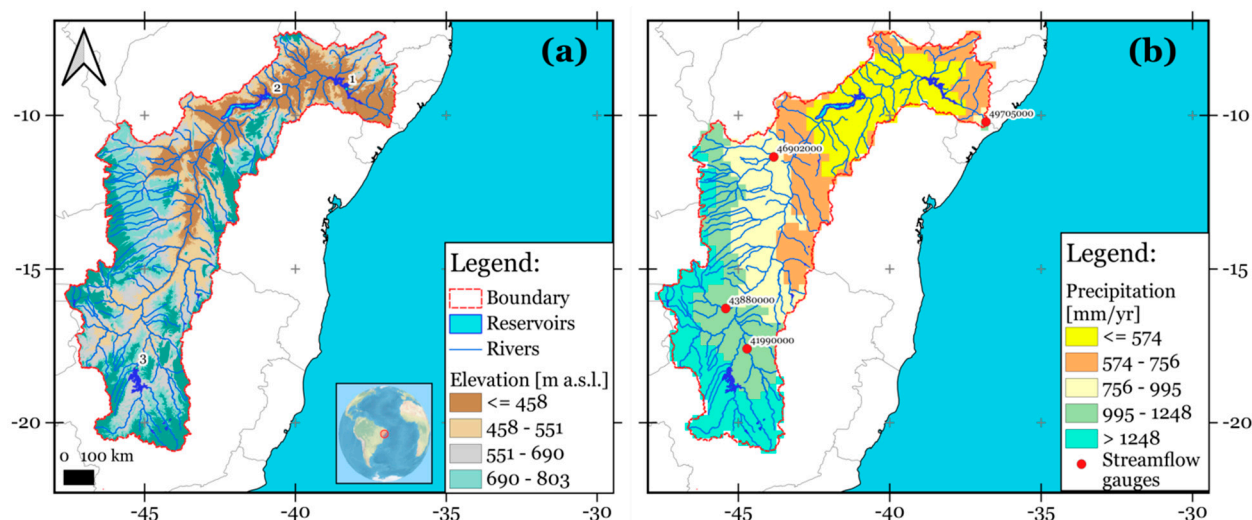 (a)
1
2
3
-10
-15
-20
-45
-40
-35
-30
0 100 km
Legend:
Boundary
Reservoirs
Rivers
Elevation [m a.s.l.]
<= 458
458 - 551
551 - 690
690 - 803
(b)
49705000
46902000
43880000
41990000
-10
-15
-20
-45
-40
-35
-30
Legend:
Precipitation
[mm/yr]
<= 574
574 - 756
756 - 995
995 - 1248
> 1248
Streamflow
gauges